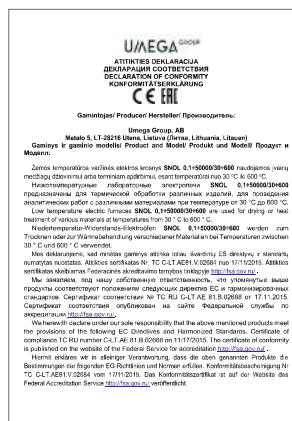 UMEGA GROUP
ATITIKTIES DEKLARACIJA
ДЕКЛАРАЦИЯ СООТВЕТСТВИЯ
DECLARATION OF CONFORMITY
KONFORMITÄTSERKLÄRUNG
CE EAC
Gamintojas/ Producer/ Hersteller/ Производитель:
Umega Group, AB
Metalo 5, LT-28216 Utena, Lietuva (Литва, Lithuania, Litauen)
Gaminys ir gaminio modelis/ Product and Model/ Produkt und Modell/ Продукт и
Модель:
Žemos temperatūros varžinės elektros krosnys SNOL 0,1÷50000/30÷600 naudojamos įvairių
medžiagų džiovinimui arba terminiam apdirbimui, esant temperatūrai nuo 30 °C iki 600 °C.
Низкотемпературные лабораторные электропечи SNOL 0,1÷50000/30÷600
предназначены для термической обработки различных изделий, для проведения
аналитических работ с различными материалами при температуре от 30 °C до 600 °C.
Low temperature electric furnaces SNOL 0,1÷50000/30÷600 are used for drying or heat
treatment of various materials at temperatures from 30 ° C to 600 ° C.
Niedertemperatur-Widerstands-Elektroöfen SNOL 0,1÷50000/30÷600 werden zum
Trocknen oder zur Wärmebehandlung verschiedener Materialien bei Temperaturen zwischen
30 ° C und 600 ° C verwendet.
Mes deklaruojame, kad minėtas gaminys atitinka toliau išvardintų ES direktyvų ir standartų
numatytas nuostatas. Atitikties sertifikatas Nr. TC C-LT.AE81.V.02684 nuo 17/11/2015. Atitikties
sertifikatas skelbiamas Federacinės akreditavimo tarnybos tinklapyje http://fsa.gov.ru/ .
Мы заявляем, под нашу собственную ответственность, что упомянутые выше
продукты соответствуют положениям следующих директив ЕС и гармонизированных
стандартов. Сертификат соответствия № TC RU C-LT.AE 81.B.02684 от 17.11.2015.
Сертификат соответствия опубликован на сайте Федеральной службы по
аккредитации http://fsa.gov.ru/.
We herewith declare under our sole responsibility that the above mentioned products meet
the provisions of the following EC Directives and Harmonized Standards. Certificate of
compliance TC RU number C-LT.AE 81.B.02688 on 11/17/2015. The certificate of conformity
is published on the website of the Federal Service for accreditation http://fsa.gov.ru/ .
Hiermit erklären wir in alleiniger Verantwortung, dass die oben genannten Produkte die
Bestimmungen der folgenden EG-Richtlinien und Normen erfüllen. Konformitätsbescheinigung Nr
TC C-LT.AE81.V.02684 vom 17/11/2015. Das Konformitätszertifikat ist auf der Website des
Federal Accreditation Service http://fsa.gov.ru/ veröffentlicht.